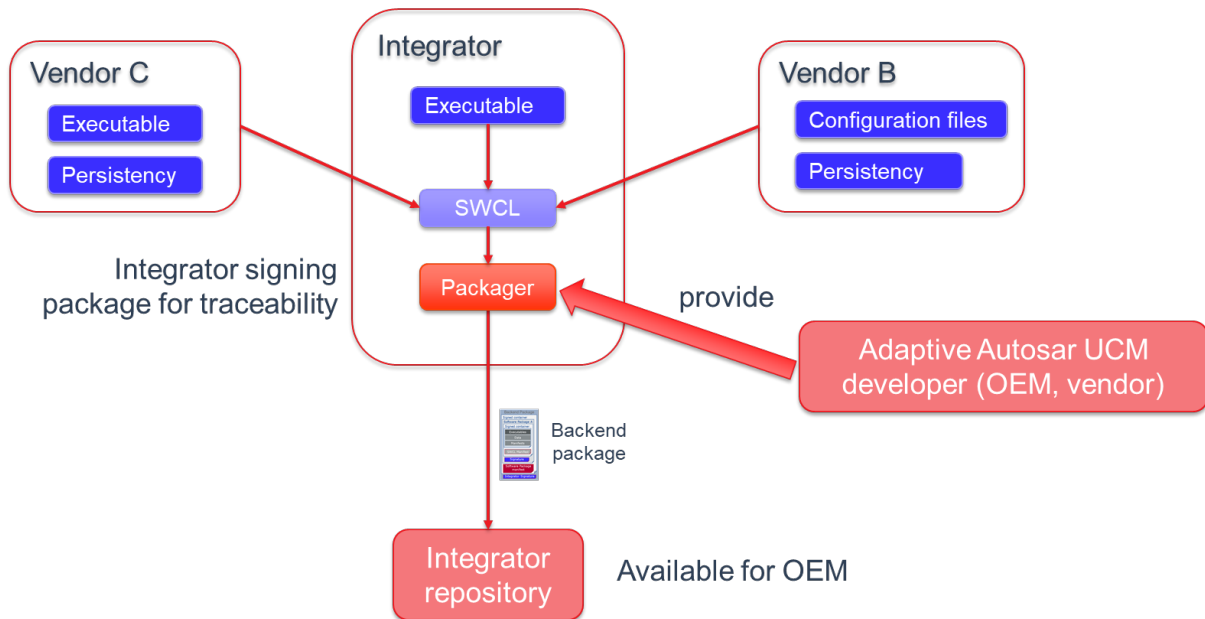 Vendor C
Executable
Persistency
Integrator
Executable
SWCL
Packager
Vendor B
Configuration files
Persistency
Integrator signing
package for traceability
provide
Adaptive Autosar UCM
developer (OEM, vendor)
Backend
package
Integrator
repository
Available for OEM